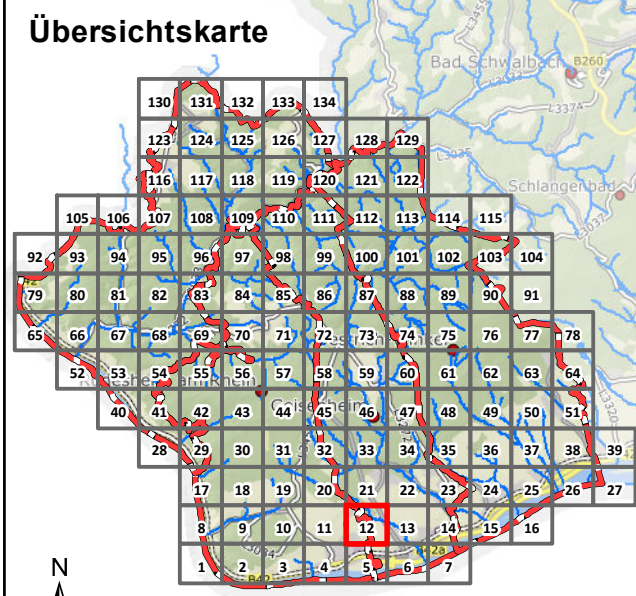 Übersichtskarte
Bad Schwalbach
B260
L3374
L3035
Schlangenbad
L3037
130 131 132 133 134
123 124 125 126 127 128 129
116 117 118 119 120 121 122
105 106 107 108 109 110 111 112 113 114 115
92 93 94 95 96 97 98 99 100 101 102 103 104
79 80 81 82 83 84 85 86 87 88 89 90 91
65 66 67 68 69 70 71 72 73 74 75 76 77 78
52 53 54 55 56 57 58 59 60 61 62 63 64
L3320
40 41 42 43 44 45 46 47 48 49 50 51
28 29 30 31 32 33 34 35 36 37 38 39
17 18 19 20 21 22 23 24 25 26 27
8 9 10 11 12 13 14 15 16
L3034
B42a
1 2 3 4 5 6 7
B42
N